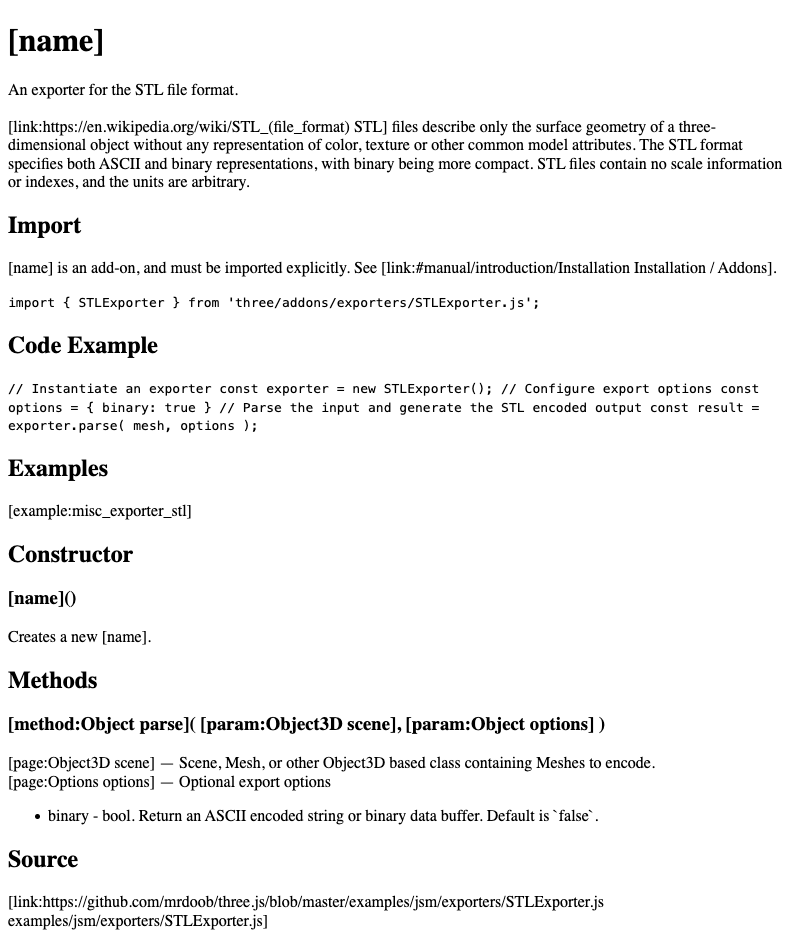 [name]
An exporter for the STL file format.
[link:https://en.wikipedia.org/wiki/STL_(file_format) STL] files describe only the surface geometry of a three-
dimensional object without any representation of color, texture or other common model attributes. The STL format
specifies both ASCII and binary representations, with binary being more compact. STL files contain no scale information
or indexes, and the units are arbitrary.
Import
[name] is an add-on, and must be imported explicitly. See [link:#manual/introduction/Installation Installation / Addons].
import { STLExporter } from 'three/addons/exporters/STLExporter.js';
Code Example
// Instantiate an exporter const exporter = new STLExporter(); // Configure export options const
options = { binary: true } // Parse the input and generate the STL encoded output const result =
exporter.parse( mesh, options );
Examples
[example:misc_exporter_stl]
Constructor
[name]()
Creates a new [name].
Methods
[method:Object parse]( [param:Object3D scene], [param:Object options] )
[page:Object3D scene] — Scene, Mesh, or other Object3D based class containing Meshes to encode.
[page:Options options] — Optional export options
• binary - bool. Return an ASCII encoded string or binary data buffer. Default is `false`.
Source
[link:https://github.com/mrdoob/three.js/blob/master/examples/jsm/exporters/STLExporter.js
examples/jsm/exporters/STLExporter.js]